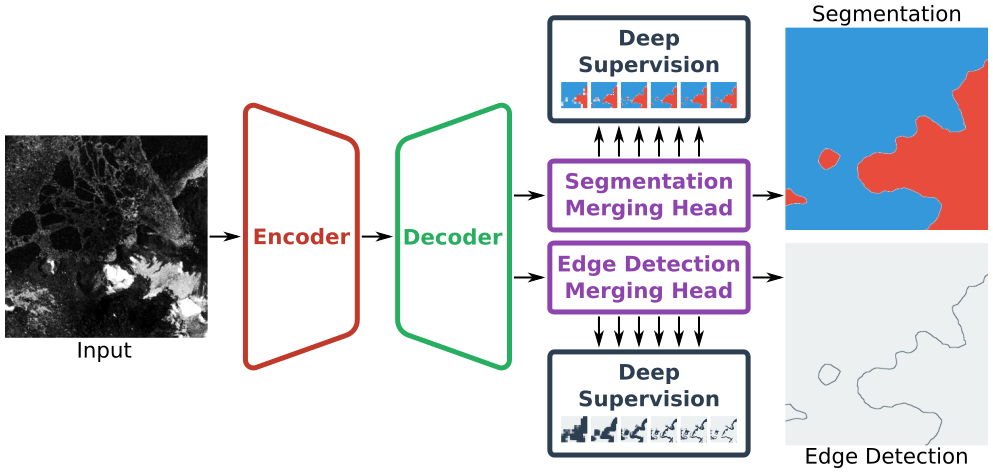 Input
Encoder
Decoder
Deep
Supervision
Segmentation
Merging Head
Edge Detection
Merging Head
Deep
Supervision
Segmentation
Edge Detection